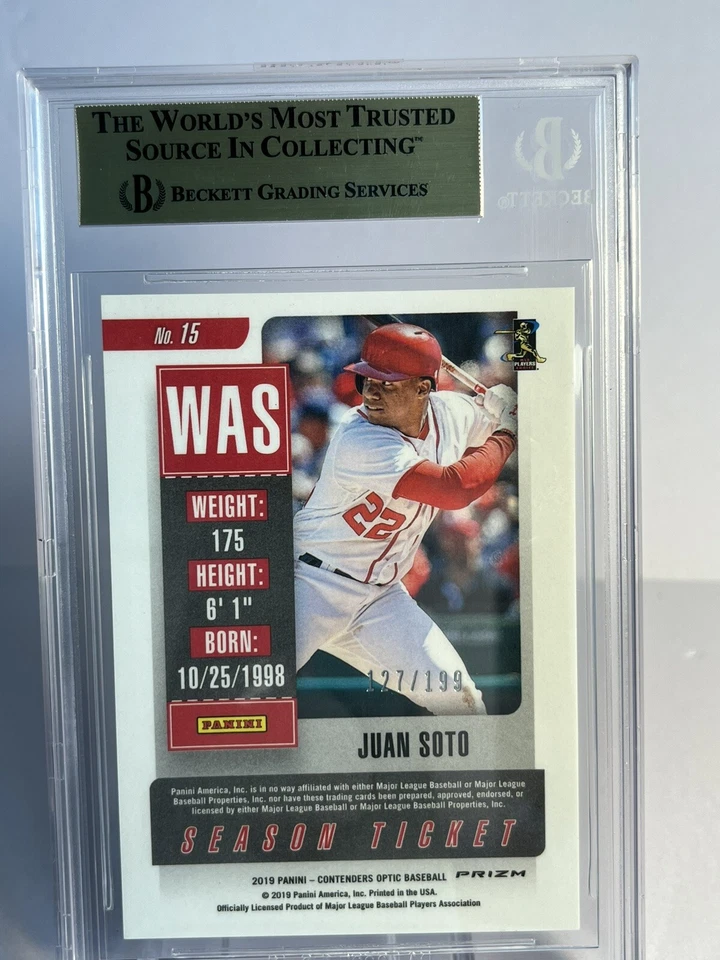 THE WORLD'S MOST TRUSTED
SOURCE IN COLLECTING™
B BECKETT GRADING SERVICES
B
BECKETT®
No. 15
PLAYERS
WAS
22
WEIGHT:
175
HEIGHT:
6' 1"
BORN:
10/25/1998
127/199
PANINI
JUAN SOTO
Panini America, Inc. is in no way affiliated with either Major League Baseball or Major League
Baseball Properties, Inc. nor have these trading cards been prepared, approved, endorsed, or
licensed by either Major League Baseball or Major League Baseball Properties, Inc.
SEASON TICKET
2019 PANINI – CONTENDERS OPTIC BASEBALL PRIZM
© 2019 Panini America, Inc. Printed in the USA.
Officially Licensed Product of Major League Baseball Players Association